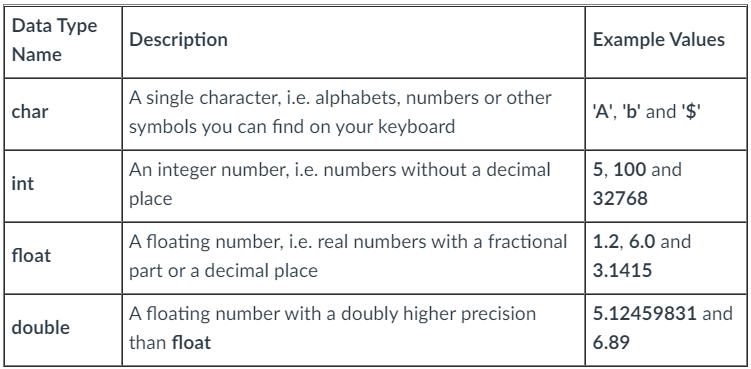 Data Type
Name
Description
Example Values
char
A single character, i.e. alphabets, numbers or other
symbols you can find on your keyboard
'A', 'b' and '$'
int
An integer number, i.e. numbers without a decimal
place
5, 100 and
32768
float
A floating number, i.e. real numbers with a fractional
part or a decimal place
1.2, 6.0 and
3.1415
double
A floating number with a doubly higher precision
than float
5.12459831 and
6.89